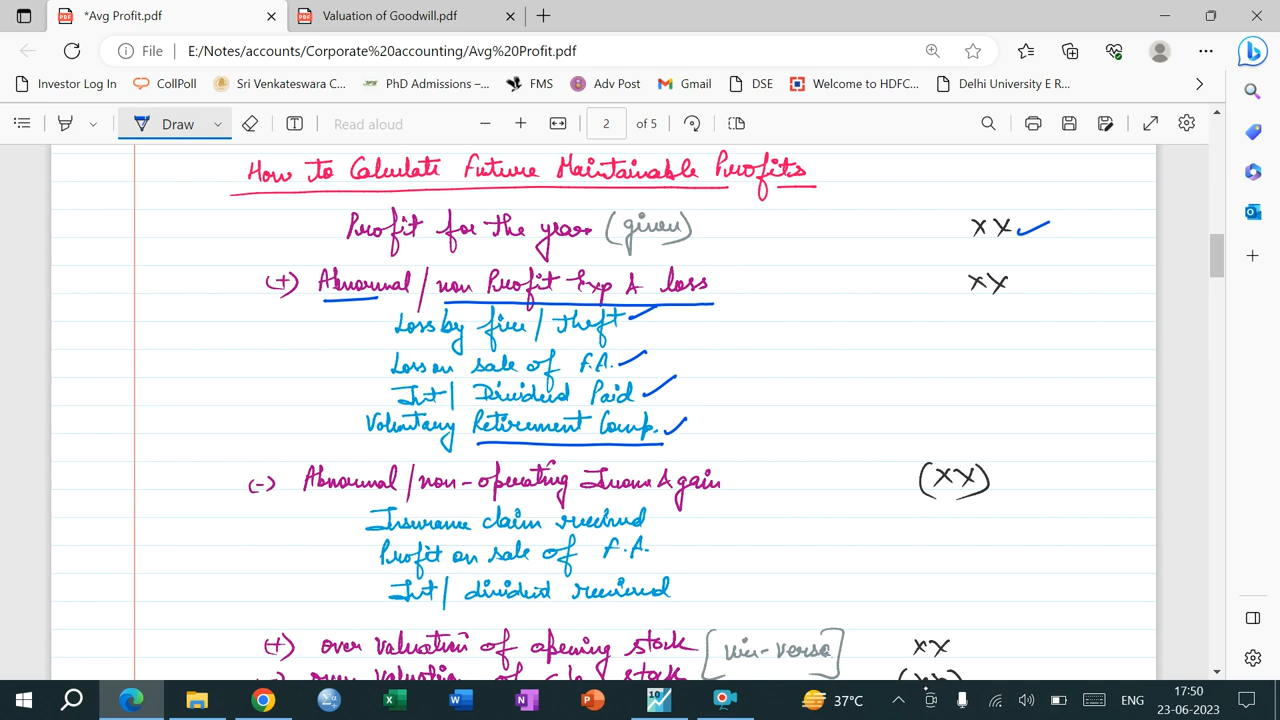 *Avg Profit.pdf
Valuation of Goodwill.pdf
File E:/Notes/accounts/Corporate%20accounting/Avg%20Profit.pdf
Investor Log In CollPoll Sri Venkateswara C... PhD Admissions –... FMS Adv Post Gmail DSE Welcome to HDFC... Delhi University E R...
Draw Read aloud 2 of 5
How to Calculate Future Maintainable Profits
Profit for the year (given) XX
(+) Abnormal/non Profit Exp & loss XX
Loss by fire/theft
Loss on sale of F.A.
Int/Dividend Paid
Voluntary Retirement Comp.
(-) Abnormal/non-operating Income & gain (XX)
Insurance claim received
Profit on sale of F.A.
Int/dividend received
(+) over valuation of opening stock [vice-versa] XX
over valuation of stock (XX)
37°C ENG 17:50
23-06-2023